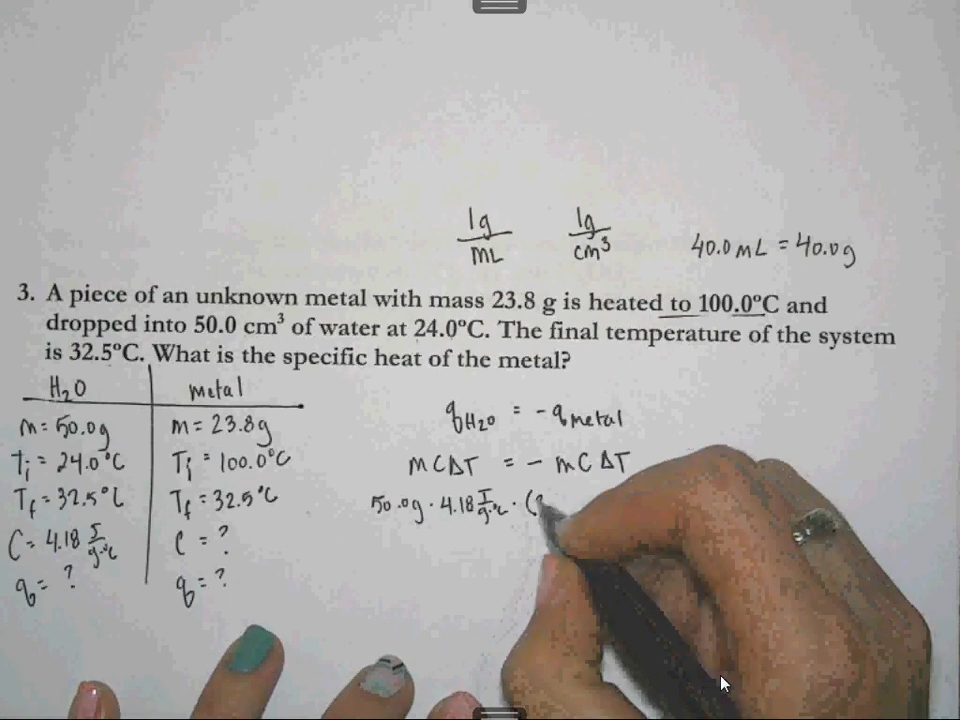 1g/mL 1g/cm³ 40.0 mL = 40.0g
3. A piece of an unknown metal with mass 23.8 g is heated to 100.0ºC and
dropped into 50.0 cm³ of water at 24.0ºC. The final temperature of the system
is 32.5ºC. What is the specific heat of the metal?
H₂O metal
m = 50.0g m = 23.8g
Ti = 24.0°C Ti = 100.0°C
Tf = 32.5°C Tf = 32.5°C
C = 4.18 J/g·°C C = ?
q = ? q = ?
qH₂O = - qmetal
MCΔT = - MCΔT
50.0g · 4.18 J/g·°C · (